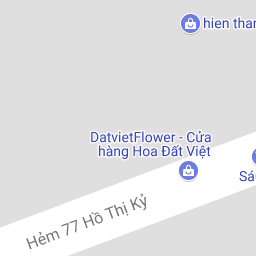 hien than
DatvietFlower - Cửa
hàng Hoa Đất Việt
Sá
Hẻm 77 Hồ Thị Kỷ